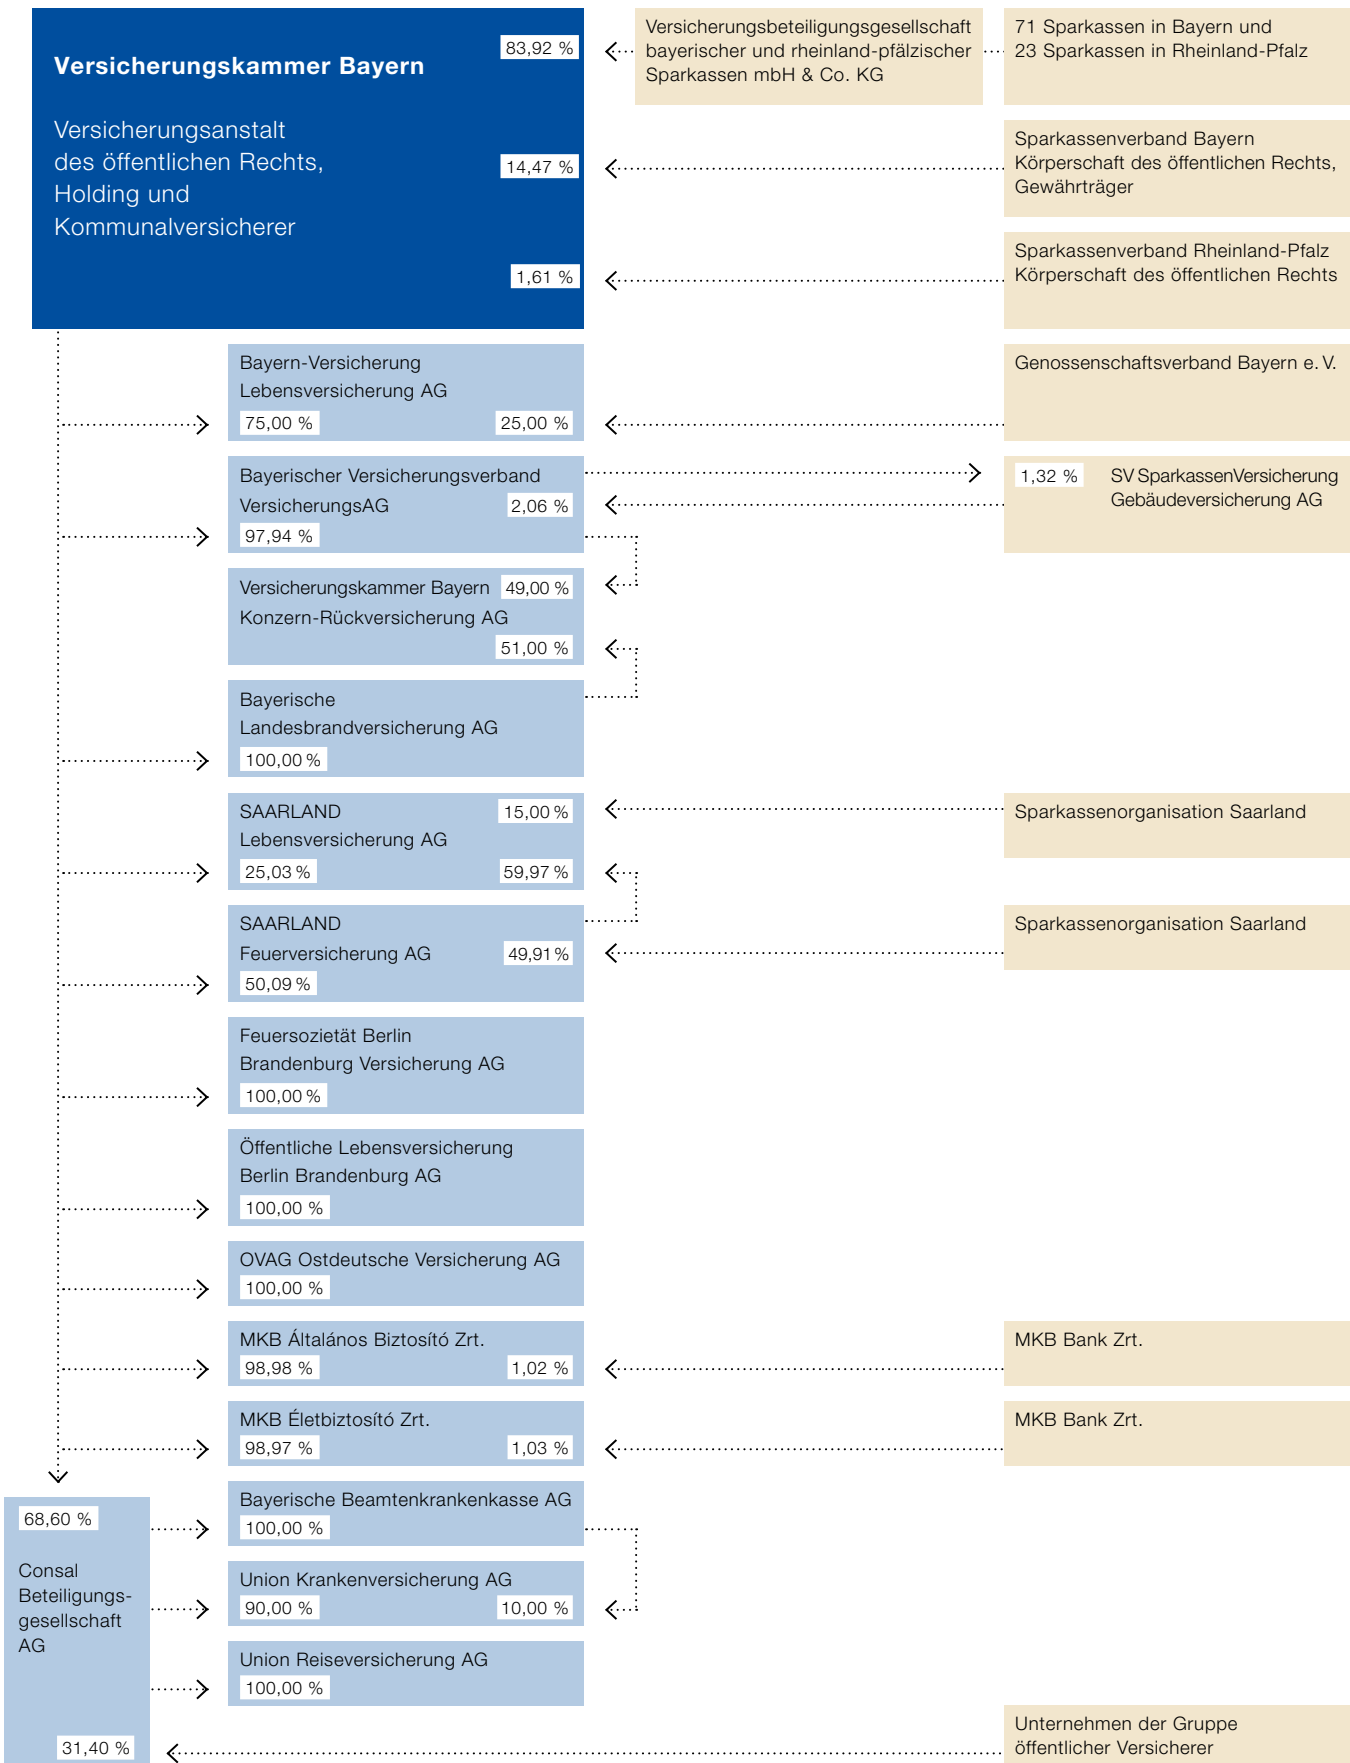 Versicherungskammer Bayern
Versicherungsanstalt
des öffentlichen Rechts,
Holding und
Kommunalversicherer
83,92 %
14,47 %
1,61 %
Versicherungsbeteiligungsgesellschaft
bayerischer und rheinland-pfälzischer
Sparkassen mbH & Co. KG
71 Sparkassen in Bayern und
23 Sparkassen in Rheinland-Pfalz
Sparkassenverband Bayern
Körperschaft des öffentlichen Rechts,
Gewährträger
Sparkassenverband Rheinland-Pfalz
Körperschaft des öffentlichen Rechts
Bayern-Versicherung
Lebensversicherung AG
75,00 %
25,00 %
Genossenschaftsverband Bayern e. V.
Bayerischer Versicherungsverband
VersicherungsAG
2,06 %
97,94 %
1,32 %
SV SparkassenVersicherung
Gebäudeversicherung AG
Versicherungskammer Bayern
49,00 %
Konzern-Rückversicherung AG
51,00 %
Bayerische
Landesbrandversicherung AG
100,00 %
SAARLAND
15,00 %
Lebensversicherung AG
25,03 %
59,97 %
Sparkassenorganisation Saarland
SAARLAND
Feuerversicherung AG
49,91 %
50,09 %
Sparkassenorganisation Saarland
Feuersozietät Berlin
Brandenburg Versicherung AG
100,00 %
Öffentliche Lebensversicherung
Berlin Brandenburg AG
100,00 %
OVAG Ostdeutsche Versicherung AG
100,00 %
MKB Általános Biztosító Zrt.
98,98 %
1,02 %
MKB Bank Zrt.
MKB Életbiztosító Zrt.
98,97 %
1,03 %
MKB Bank Zrt.
68,60 %
Consal
Beteiligungs-
gesellschaft
AG
31,40 %
Bayerische Beamtenkrankenkasse AG
100,00 %
Union Krankenversicherung AG
90,00 %
10,00 %
Union Reiseversicherung AG
100,00 %
Unternehmen der Gruppe
öffentlicher Versicherer